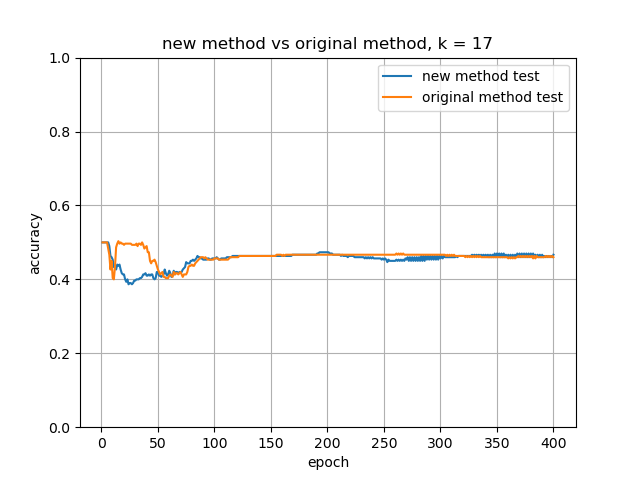 new method vs original method, k = 17
new method test
original method test
accuracy
1.0
0.8
0.6
0.4
0.2
0.0
0 50 100 150 200 250 300 350 400
epoch